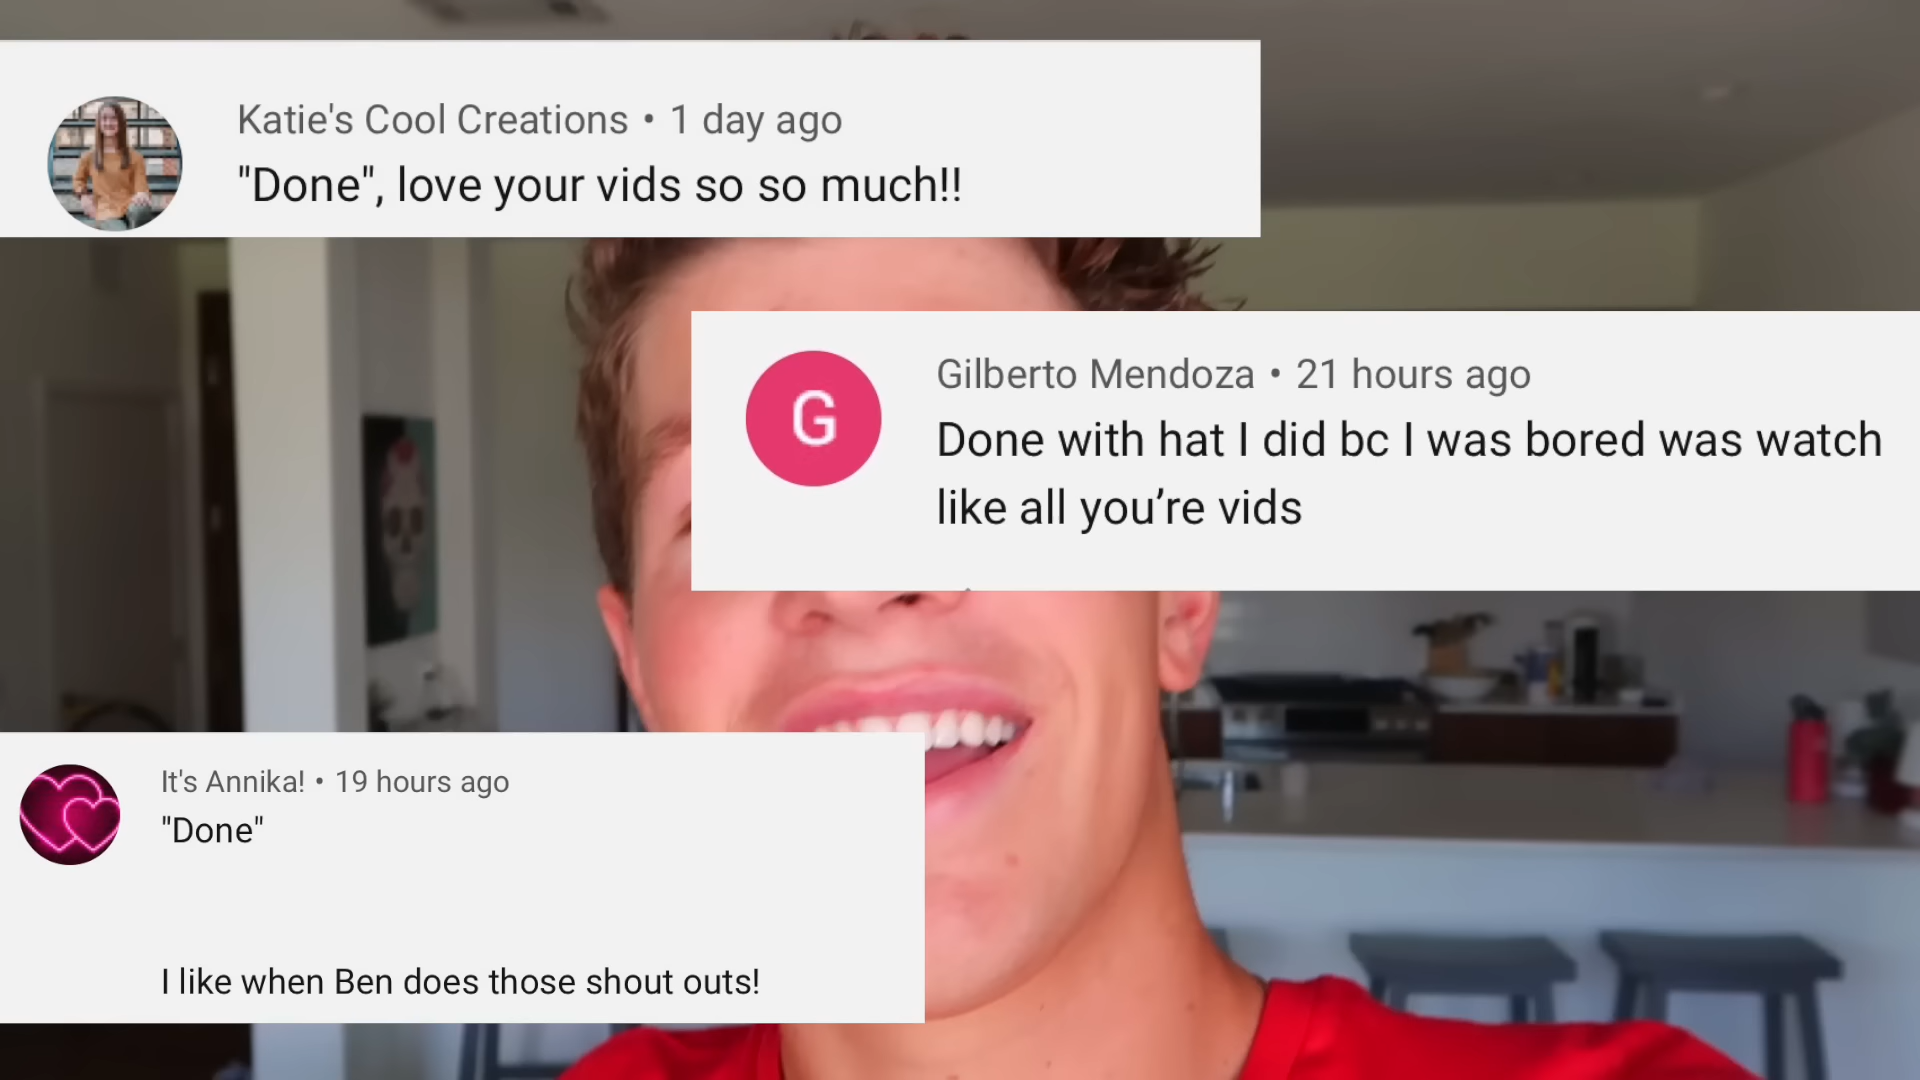 Katie's Cool Creations • 1 day ago
"Done", love your vids so so much!!
G
Gilberto Mendoza • 21 hours ago
Done with hat I did bc I was bored was watch
like all you’re vids
It's Annika! • 19 hours ago
"Done"
I like when Ben does those shout outs!